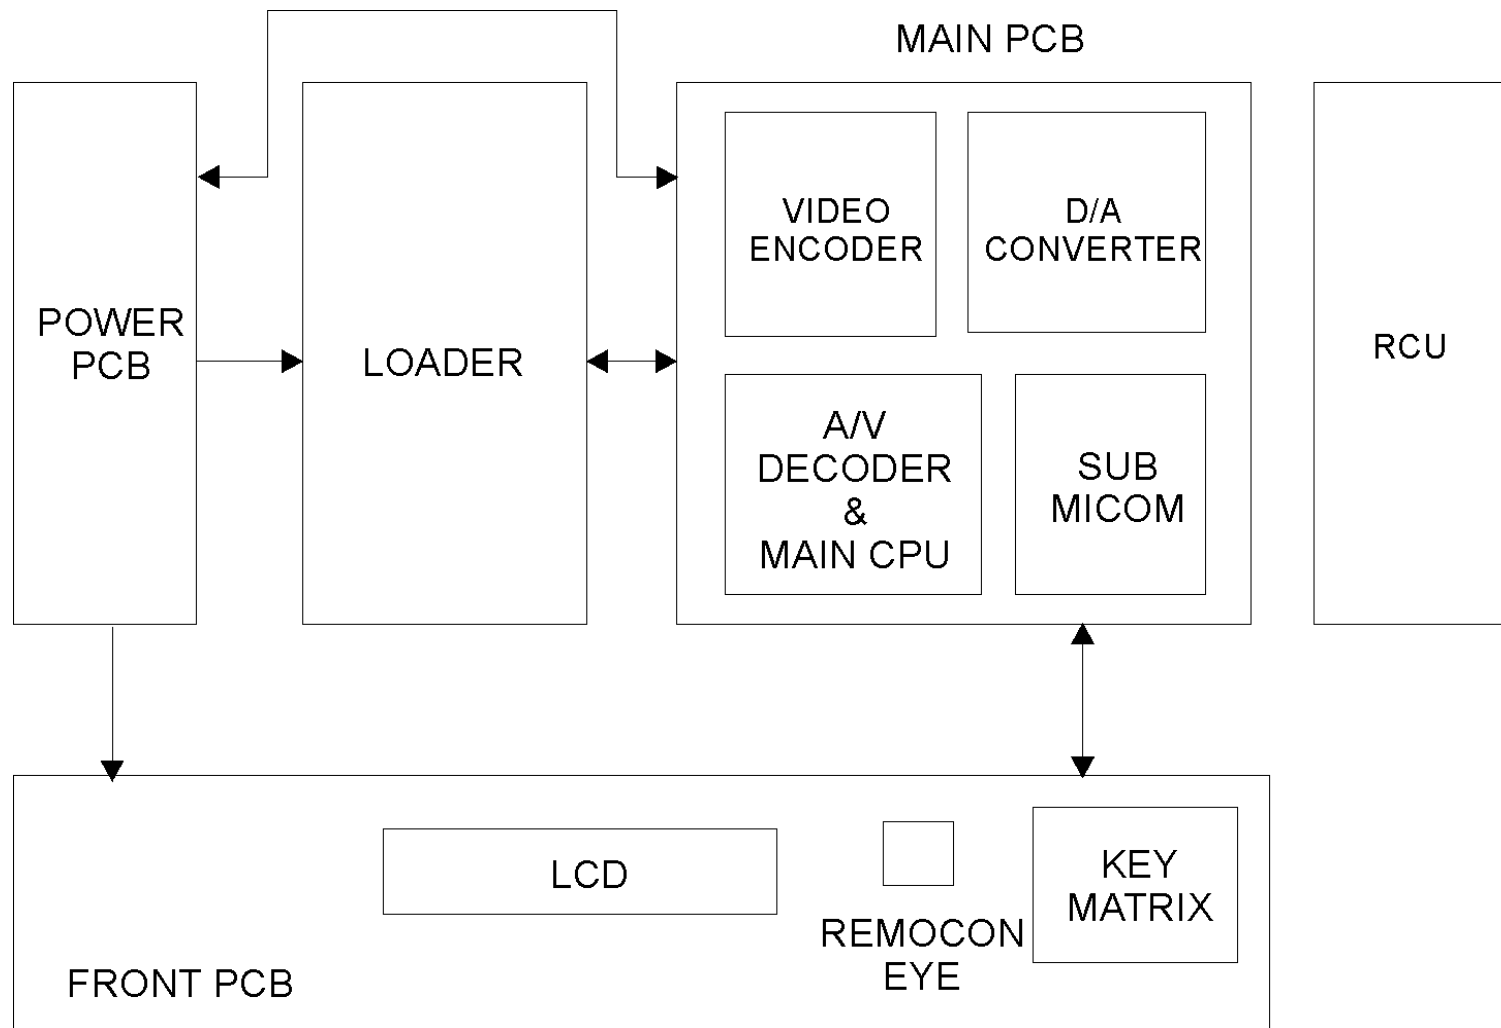 MAIN PCB
POWER
PCB
LOADER
VIDEO
ENCODER
D/A
CONVERTER
A/V
DECODER
&
MAIN CPU
SUB
MICOM
RCU
LCD
REMOCON
EYE
KEY
MATRIX
FRONT PCB